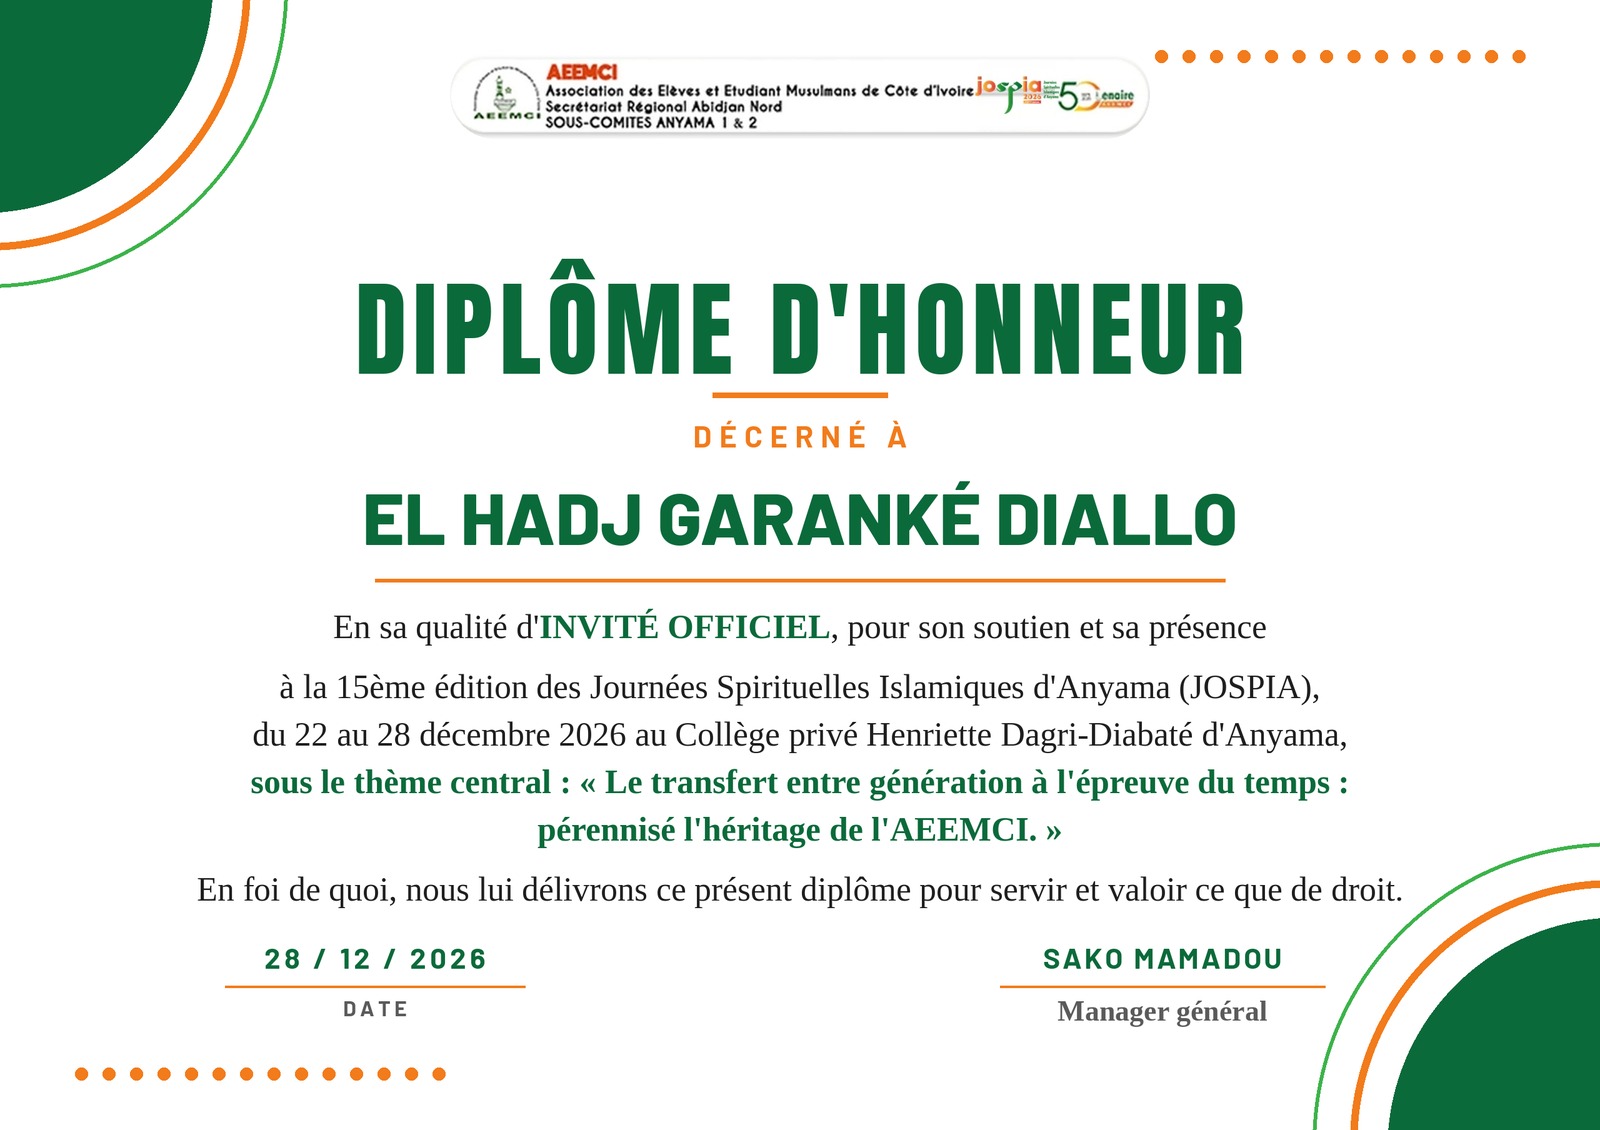 AEEMCI
Association des Elèves et Etudiant Musulmans de Côte d'Ivoire
Secrétariat Régional Abidjan Nord
SOUS-COMITES ANYAMA 1 & 2
AEEMCI
jospia
50enaire
DIPLÔME D'HONNEUR
DÉCERNÉ À
EL HADJ GARANKÉ DIALLO
En sa qualité d'INVITÉ OFFICIEL, pour son soutien et sa présence
à la 15ème édition des Journées Spirituelles Islamiques d'Anyama (JOSPIA),
du 22 au 28 décembre 2026 au Collège privé Henriette Dagri-Diabaté d'Anyama,
sous le thème central : « Le transfert entre génération à l'épreuve du temps :
pérennisé l'héritage de l'AEEMCI. »
En foi de quoi, nous lui délivrons ce présent diplôme pour servir et valoir ce que de droit.
28 / 12 / 2026
DATE
SAKO MAMADOU
Manager général